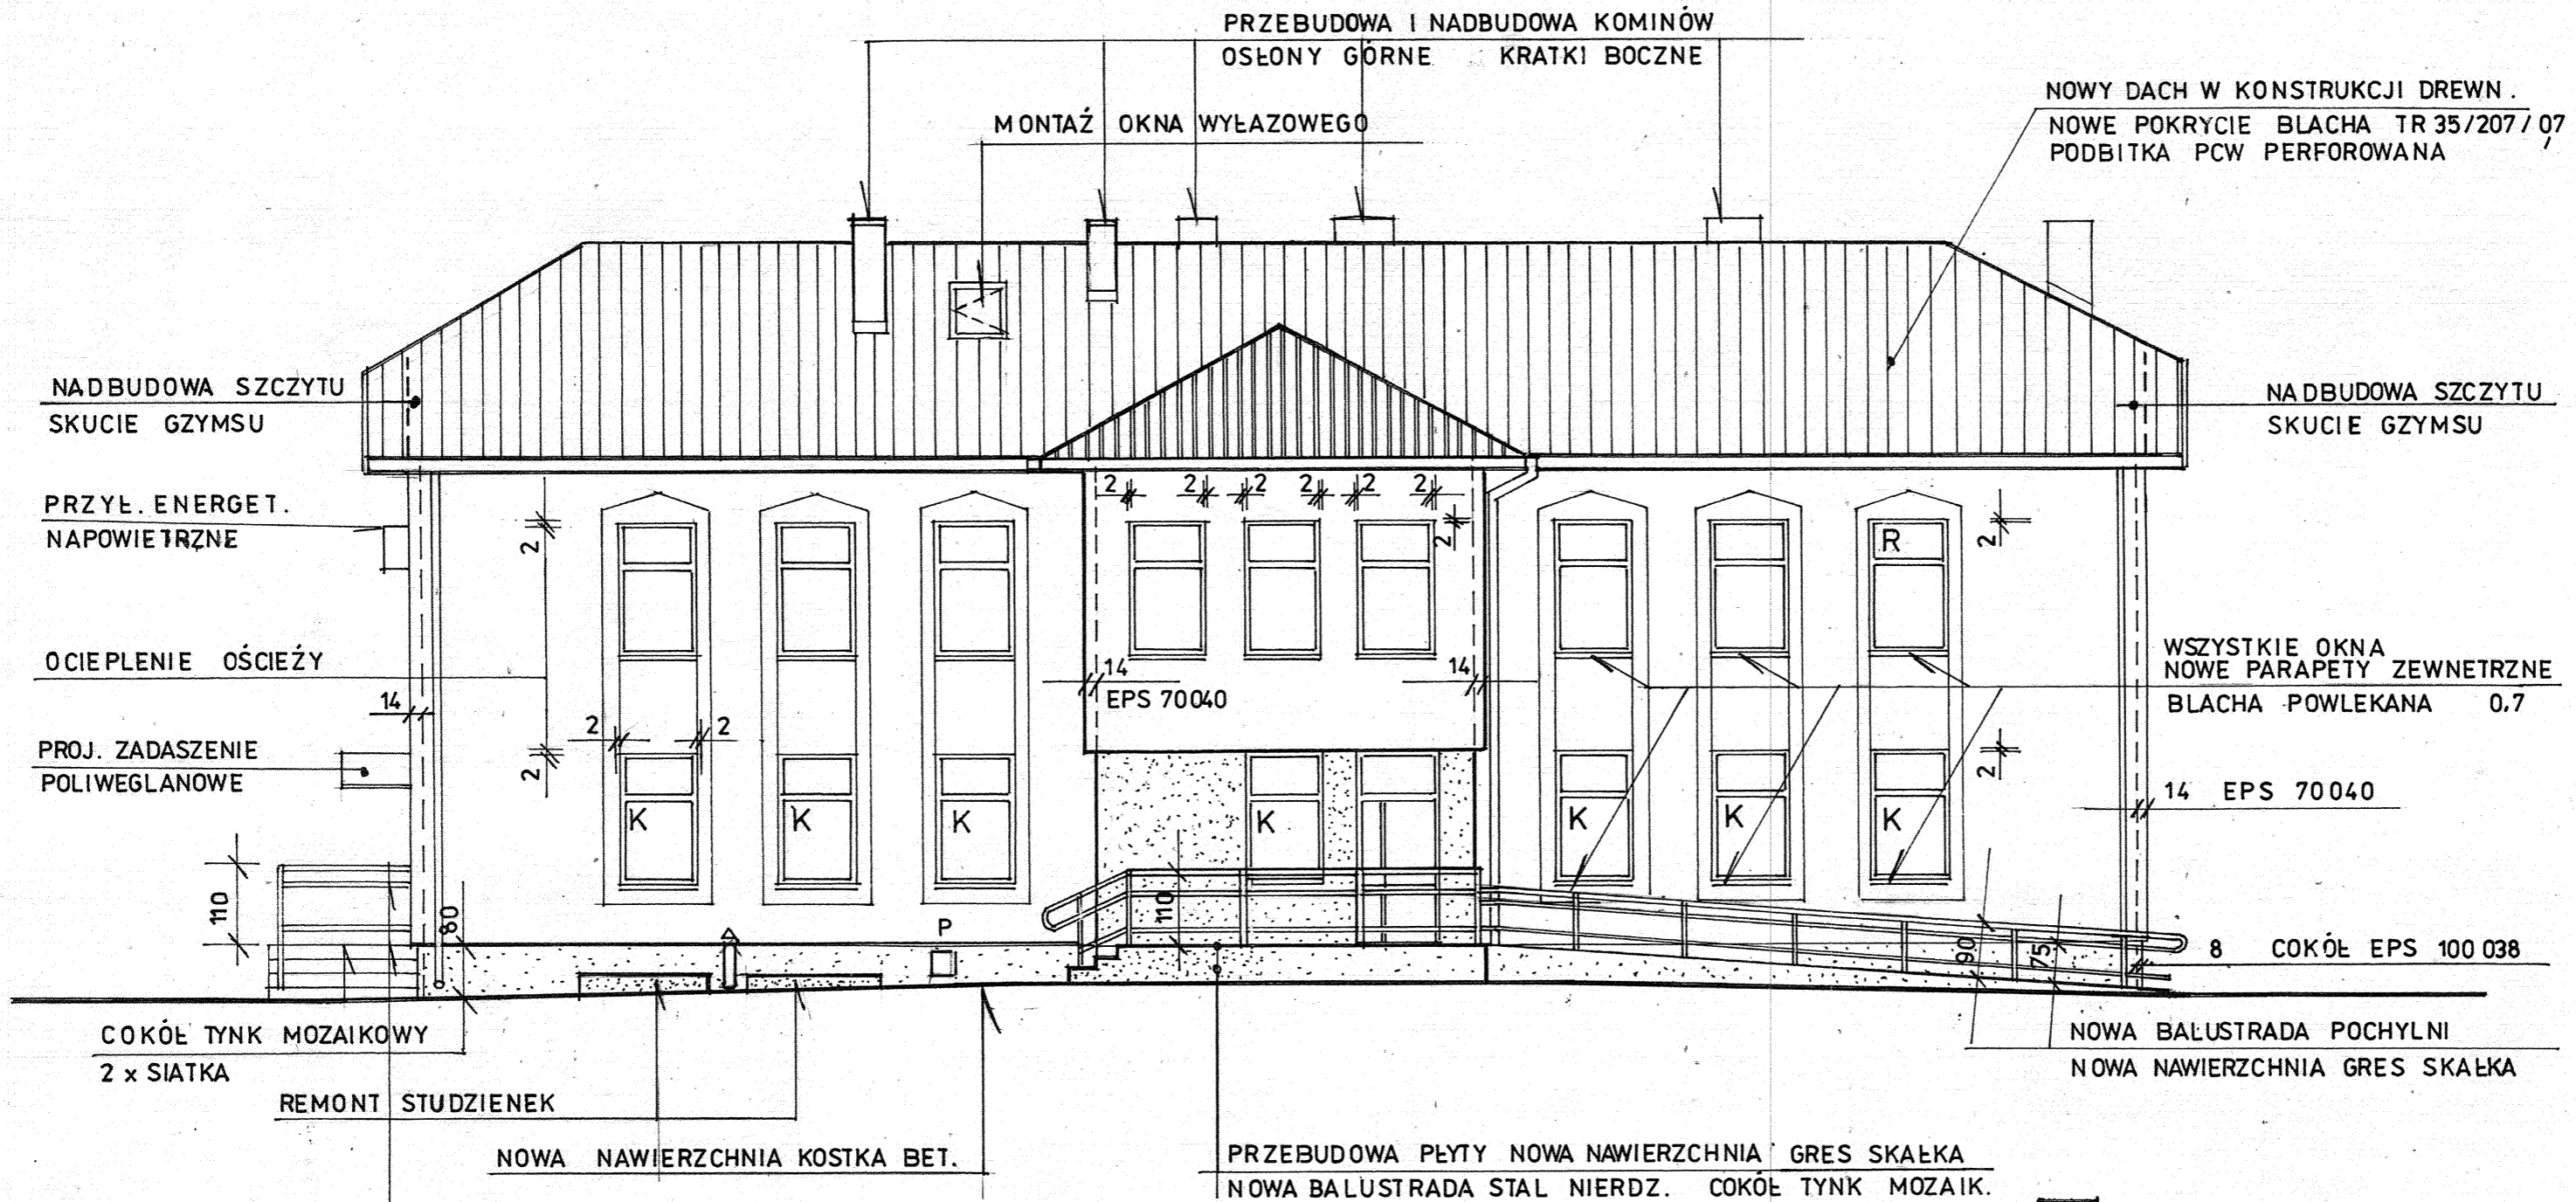 PRZEBUDOWA I NADBUDOWA KOMINÓW
OSŁONY GÓRNE KRATKI BOCZNE
MONTAŻ OKNA WYŁAZOWEGO
NOWY DACH W KONSTRUKCJI DREWN.
NOWE POKRYCIE BLACHA TR 35/207/0,7
PODBITKA PCW PERFOROWANA
NADBUDOWA SZCZYTU
SKUCIE GZYMSU
NADBUDOWA SZCZYTU
SKUCIE GZYMSU
PRZYŁ. ENERGET.
NAPOWIETRZNE
2 2 2 2 2 2
2 2 R 2
OCIEPLENIE OŚCIEŻY
WSZYSTKIE OKNA
NOWE PARAPETY ZEWNETRZNE
BLACHA POWLEKANA 0.7
14 14
EPS 70040
14
2 2
PROJ. ZADASZENIE
POLIWEGLANOWE
2 2
14 EPS 70040
K K K K K K K
110 80 P 110 90 75
8 COKÓŁ EPS 100 038
COKÓŁ TYNK MOZAIKOWY
2 x SIATKA
NOWA BALUSTRADA POCHYLNI
NOWA NAWIERZCHNIA GRES SKAŁKA
REMONT STUDZIENEK
NOWA NAWIERZCHNIA KOSTKA BET.
PRZEBUDOWA PŁYTY NOWA NAWIERZCHNIA GRES SKAŁKA
NOWA BALUSTRADA STAL NIERDZ. COKÓŁ TYNK MOZAIK.